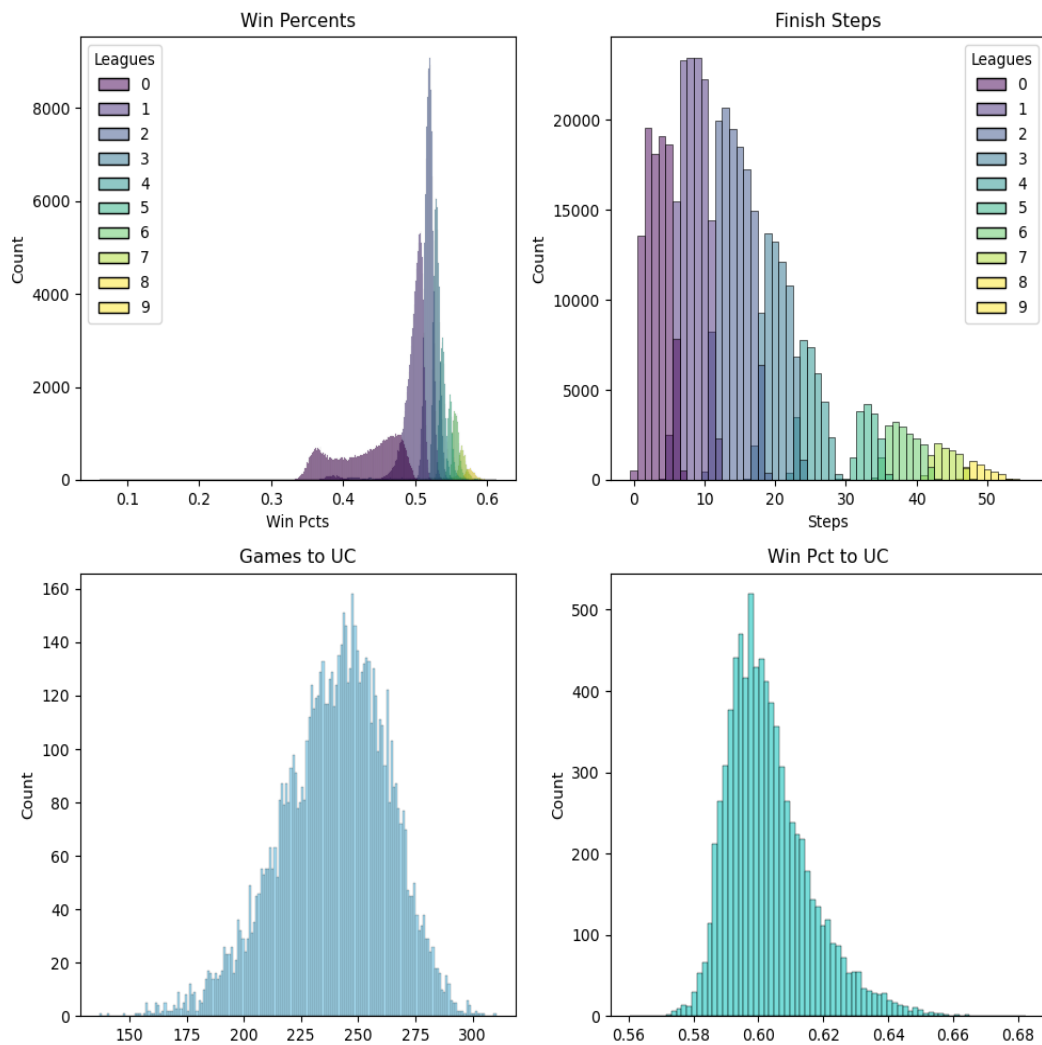 Win Percents
Leagues
0
1
2
3
4
5
6
7
8
9
Count
8000
6000
4000
2000
0
0.1 0.2 0.3 0.4 0.5 0.6
Win Pcts
Finish Steps
Leagues
0
1
2
3
4
5
6
7
8
9
Count
20000
15000
10000
5000
0
0 10 20 30 40 50
Steps
Games to UC
Count
160
140
120
100
80
60
40
20
0
150 175 200 225 250 275 300
Win Pct to UC
Count
500
400
300
200
100
0
0.56 0.58 0.60 0.62 0.64 0.66 0.68